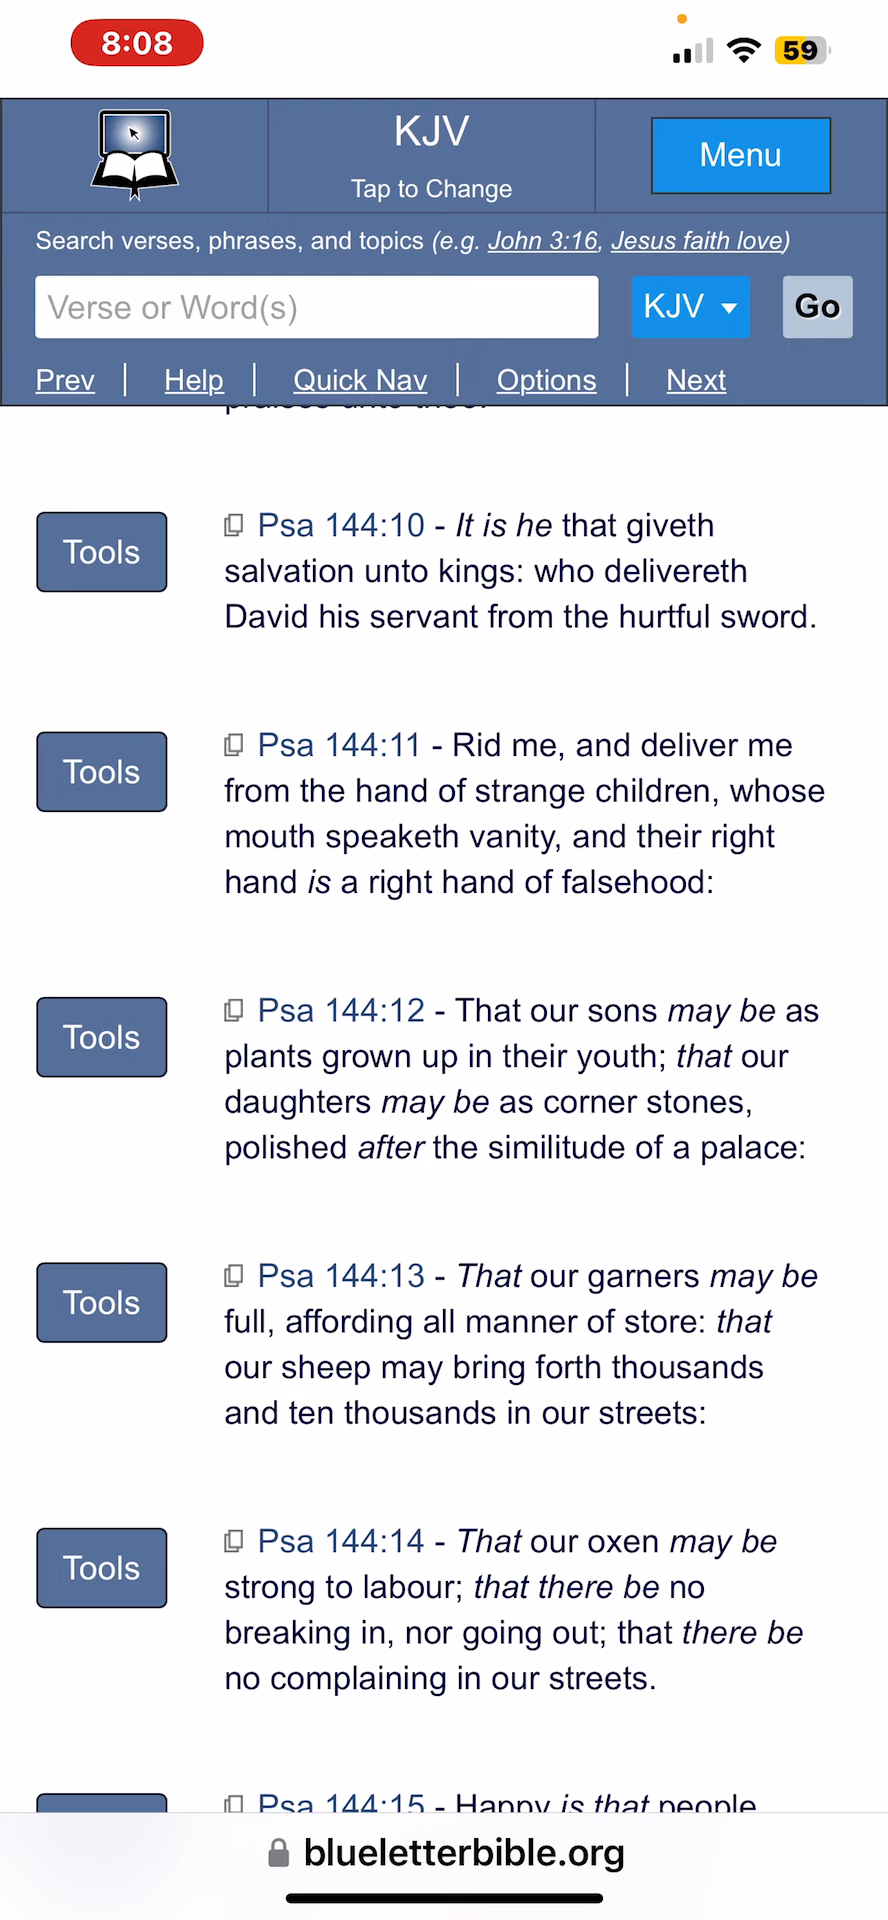 8:08
59
KJV
Tap to Change
Menu
Search verses, phrases, and topics (e.g. John 3:16, Jesus faith love)
Verse or Word(s)
KJV
Go
Prev | Help | Quick Nav | Options | Next
praises unto thee.
Tools
Psa 144:10 - It is he that giveth
salvation unto kings: who delivereth
David his servant from the hurtful sword.
Tools
Psa 144:11 - Rid me, and deliver me
from the hand of strange children, whose
mouth speaketh vanity, and their right
hand is a right hand of falsehood:
Tools
Psa 144:12 - That our sons may be as
plants grown up in their youth; that our
daughters may be as corner stones,
polished after the similitude of a palace:
Tools
Psa 144:13 - That our garners may be
full, affording all manner of store: that
our sheep may bring forth thousands
and ten thousands in our streets:
Tools
Psa 144:14 - That our oxen may be
strong to labour; that there be no
breaking in, nor going out; that there be
no complaining in our streets.
Psa 144:15 - Happy is that people
blueletterbible.org